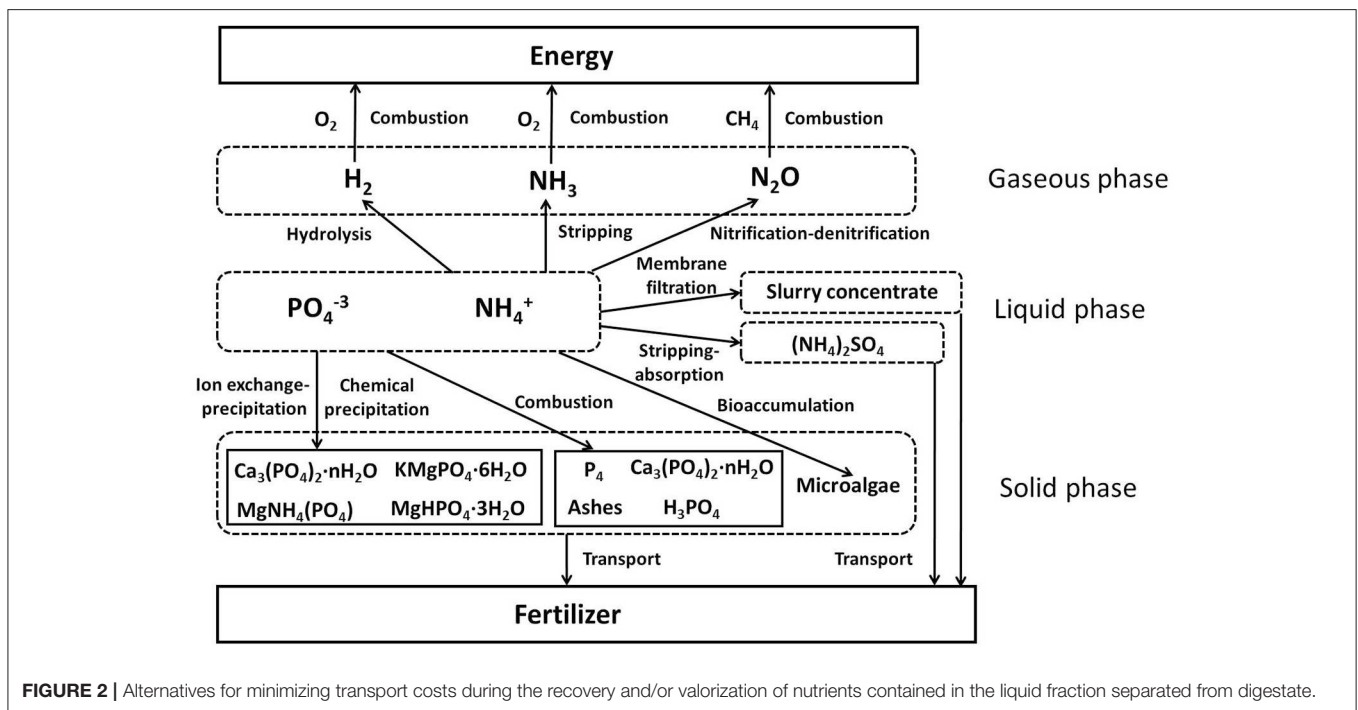 Energy
O₂ Combustion O₂ Combustion CH₄ Combustion
H₂ NH₃ N₂O Gaseous phase
Hydrolysis Stripping Nitrification-denitrification
Membrane
filtration
Slurry concentrate
PO₄⁻³ NH₄⁺ Liquid phase
(NH₄)₂SO₄
Stripping-
absorption
Ion exchange-
precipitation
Chemical
precipitation
Combustion Bioaccumulation
Ca₃(PO₄)₂·nH₂O KMgPO₄·6H₂O P₄ Ca₃(PO₄)₂·nH₂O
Microalgae Solid phase
MgNH₄(PO₄) MgHPO₄·3H₂O Ashes H₃PO₄
Transport Transport
Fertilizer
FIGURE 2 | Alternatives for minimizing transport costs during the recovery and/or valorization of nutrients contained in the liquid fraction separated from digestate.